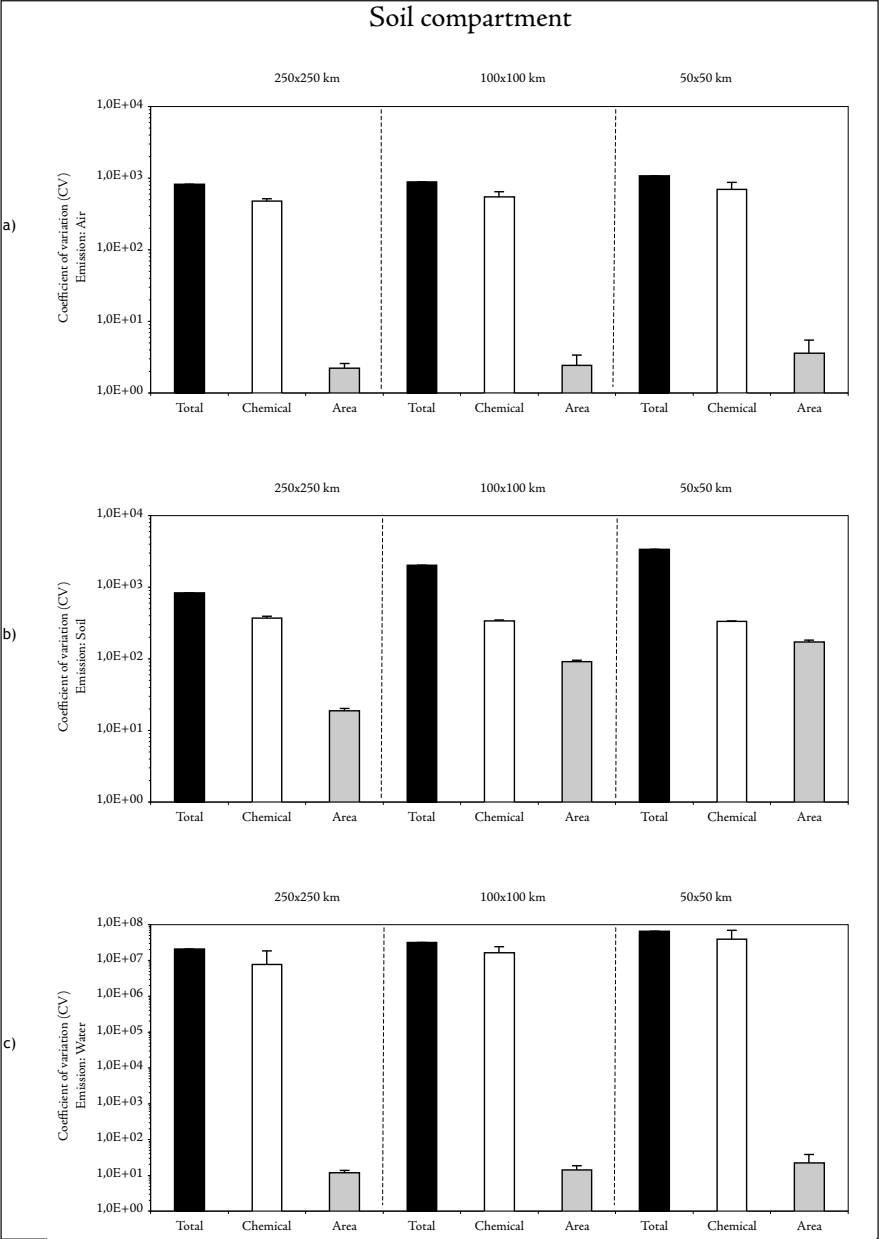 Soil compartment
250x250 km 100x100 km 50x50 km
a)
Coefficient of variation (CV)
Emission: Air
1,0E+04
1,0E+03
1,0E+02
1,0E+01
1,0E+00
Total Chemical Area Total Chemical Area Total Chemical Area
250x250 km 100x100 km 50x50 km
b)
Coefficient of variation (CV)
Emission: Soil
1,0E+04
1,0E+03
1,0E+02
1,0E+01
1,0E+00
Total Chemical Area Total Chemical Area Total Chemical Area
250x250 km 100x100 km 50x50 km
c)
Coefficient of variation (CV)
Emission: Water
1,0E+08
1,0E+07
1,0E+06
1,0E+05
1,0E+04
1,0E+03
1,0E+02
1,0E+01
1,0E+00
Total Chemical Area Total Chemical Area Total Chemical Area